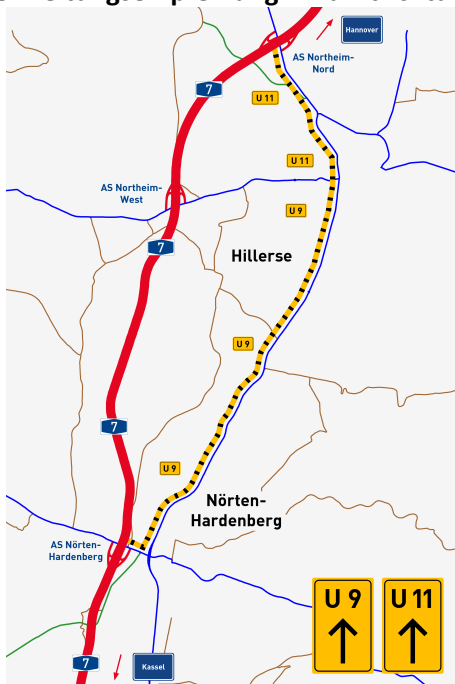 Hannover
AS Northeim-
Nord
7
U 11
U 11
AS Northeim-
West
U 9
7
Hillerse
U 9
7
U 9
Nörten-
Hardenberg
AS Nörten-
Hardenberg
U 9
U 11
7
Kassel